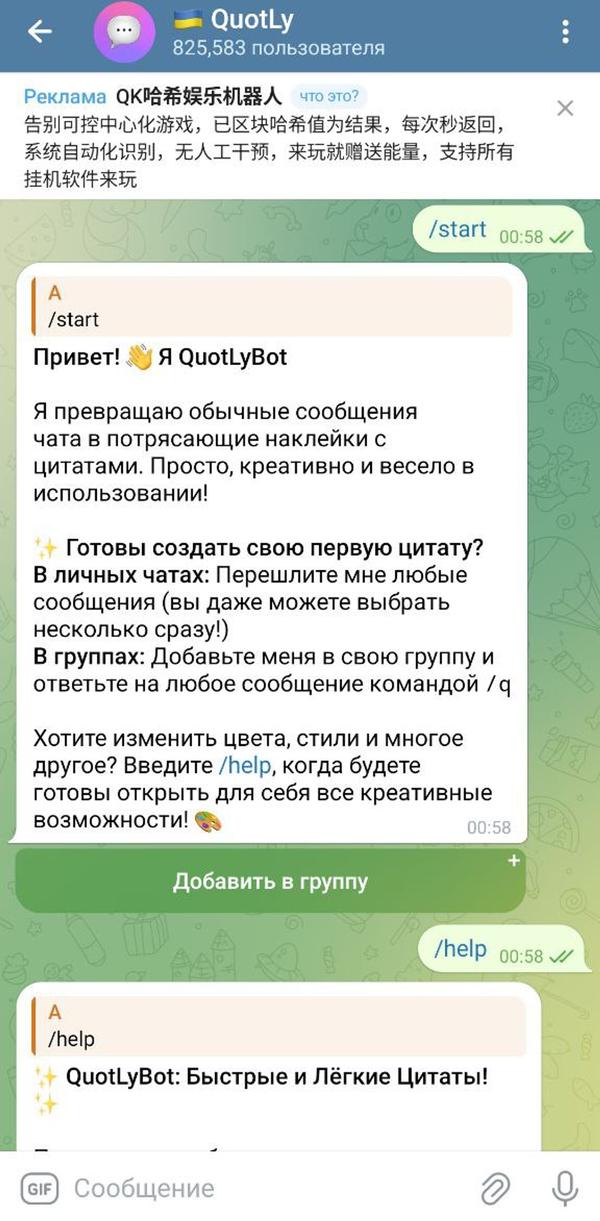 🇺🇦 QuotLy
825,583 пользователя
Реклама QK哈希娱乐机器人 что это?
告别可控中心化游戏，已区块哈希值为结果，每次秒返回，
系统自动化识别，无人工干预，来玩就赠送能量，支持所有
挂机软件来玩
/start 00:58
A
/start
Привет! 👋 Я QuotLyBot
Я превращаю обычные сообщения
чата в потрясающие наклейки с
цитатами. Просто, креативно и весело в
использовании!
✨ Готовы создать свою первую цитату?
В личных чатах: Перешлите мне любые
сообщения (вы даже можете выбрать
несколько сразу!)
В группах: Добавьте меня в свою группу и
ответьте на любое сообщение командой /q
Хотите изменить цвета, стили и многое
другое? Введите /help, когда будете
готовы открыть для себя все креативные
возможности! 🎨 00:58
Добавить в группу
/help 00:58
A
/help
✨ QuotLyBot: Быстрые и Лёгкие Цитаты!
✨
GIF Сообщение